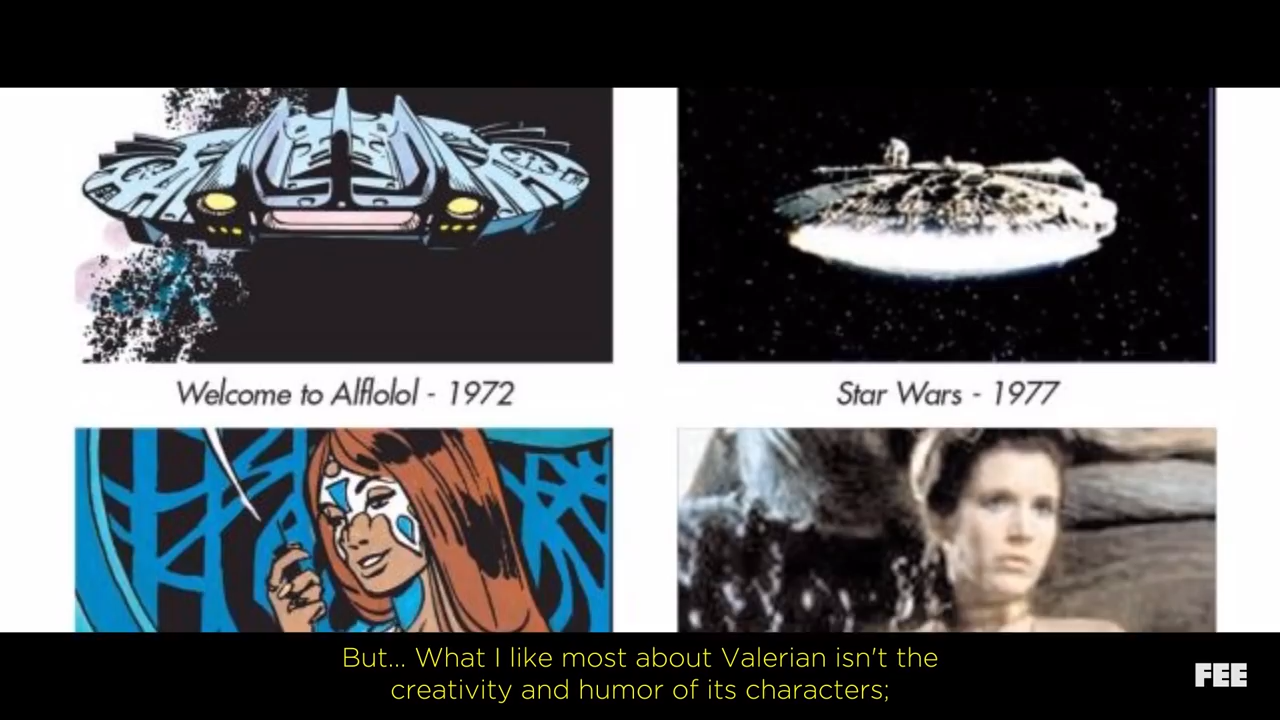 Welcome to Alflolol - 1972
Star Wars - 1977
But... What I like most about Valerian isn't the
creativity and humor of its characters;
FEE